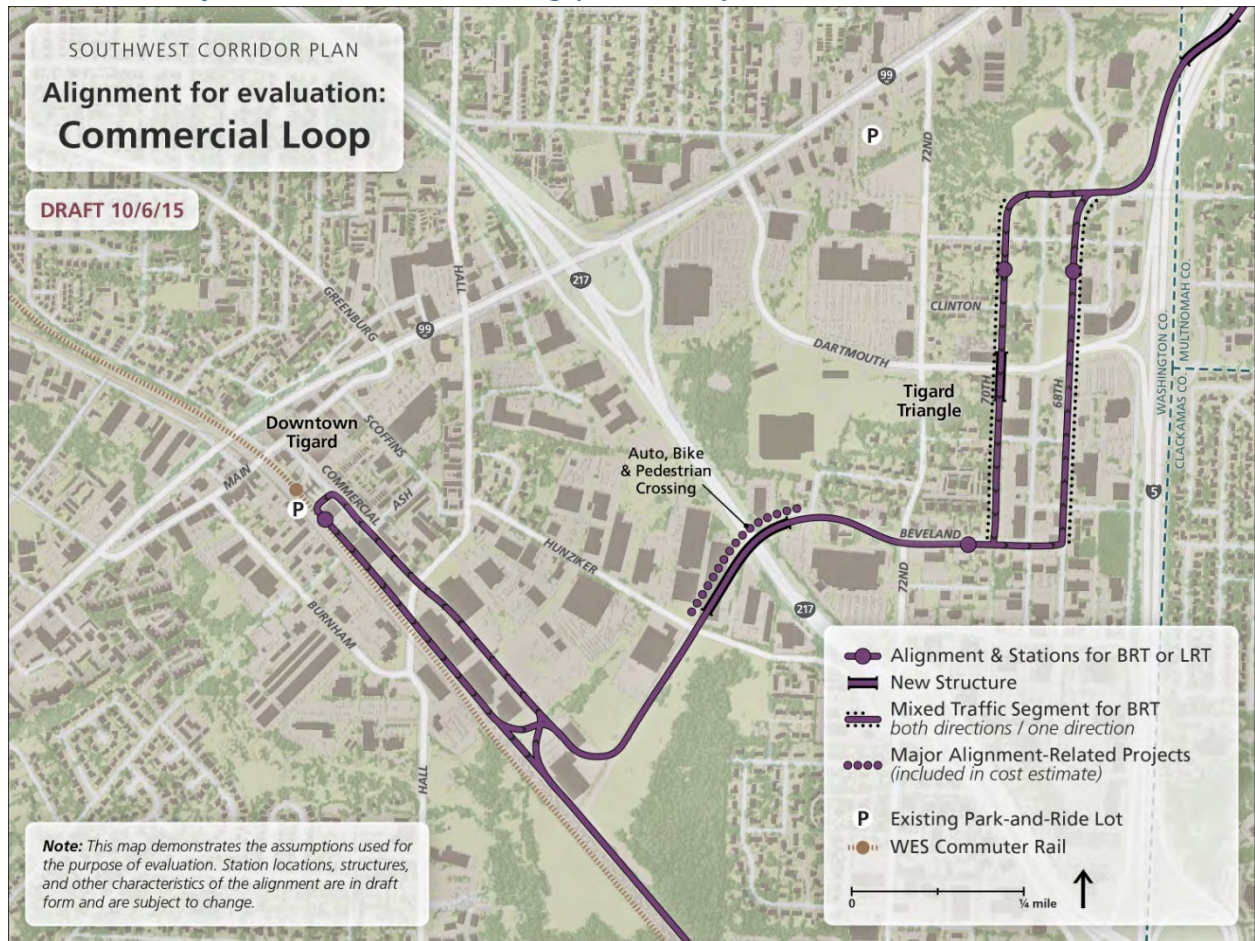 SOUTHWEST CORRIDOR PLAN
Alignment for evaluation:
Commercial Loop
DRAFT 10/6/15
99
P
72ND
HALL
217
GREENBURG
99
CLINTON
DARTMOUTH
WASHINGTON CO.
MULTNOMAH CO.
CLACKAMAS CO.
70TH
68TH
Tigard
Triangle
Downtown
Tigard
SCOFFINS
MAIN
COMMERCIAL
ASH
P
Auto, Bike
& Pedestrian
Crossing
5
BEVELAND
HUNZIKER
72ND
217
BURNHAM
HALL
Alignment & Stations for BRT or LRT
New Structure
Mixed Traffic Segment for BRT
both directions / one direction
Major Alignment-Related Projects
(included in cost estimate)
P Existing Park-and-Ride Lot
WES Commuter Rail
0 ¼ mile
Note: This map demonstrates the assumptions used for
the purpose of evaluation. Station locations, structures,
and other characteristics of the alignment are in draft
form and are subject to change.